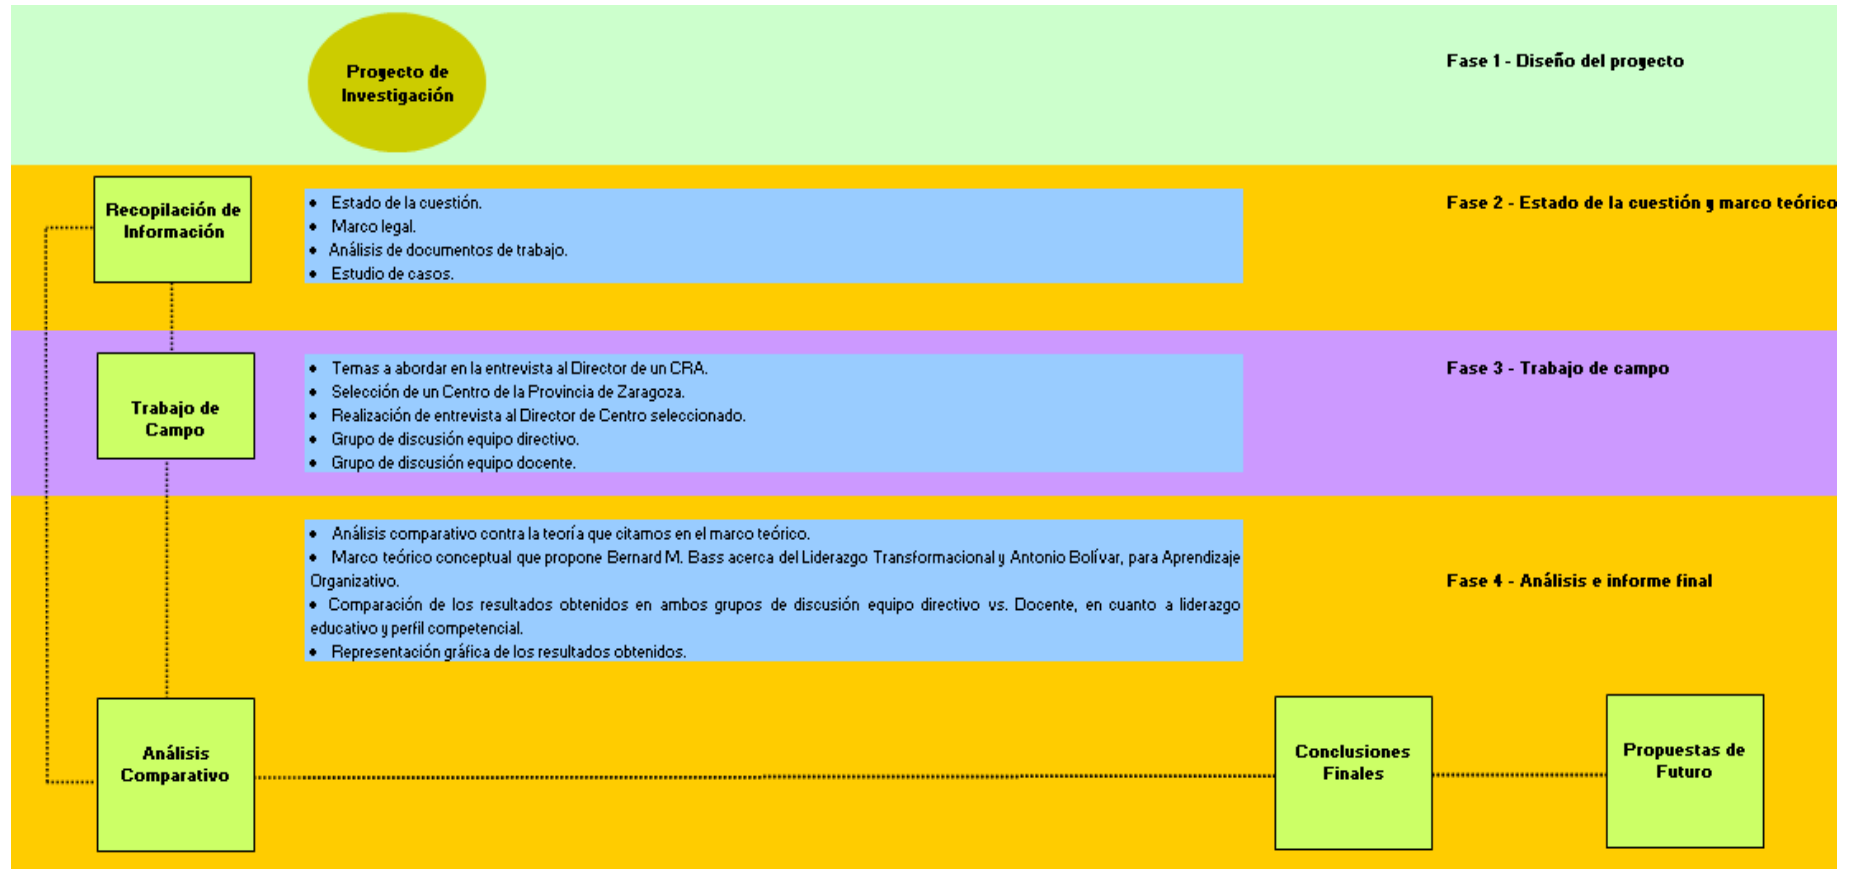 Proyecto de
Investigación
Fase 1 - Diseño del proyecto
Recopilación de
Información
• Estado de la cuestión.
• Marco legal.
• Análisis de documentos de trabajo.
• Estudio de casos.
Fase 2 - Estado de la cuestión y marco teórico
Trabajo de
Campo
• Temas a abordar en la entrevista al Director de un CRA.
• Selección de un Centro de la Provincia de Zaragoza.
• Realización de entrevista al Director de Centro seleccionado.
• Grupo de discusión equipo directivo.
• Grupo de discusión equipo docente.
Fase 3 - Trabajo de campo
• Análisis comparativo contra la teoría que citamos en el marco teórico.
• Marco teórico conceptual que propone Bernard M. Bass acerca del Liderazgo Transformacional y Antonio Bolívar, para Aprendizaje
Organizativo.
• Comparación de los resultados obtenidos en ambos grupos de discusión equipo directivo vs. Docente, en cuanto a liderazgo
educativo y perfil competencial.
• Representación gráfica de los resultados obtenidos.
Fase 4 - Análisis e informe final
Análisis
Comparativo
Conclusiones
Finales
Propuestas de
Futuro